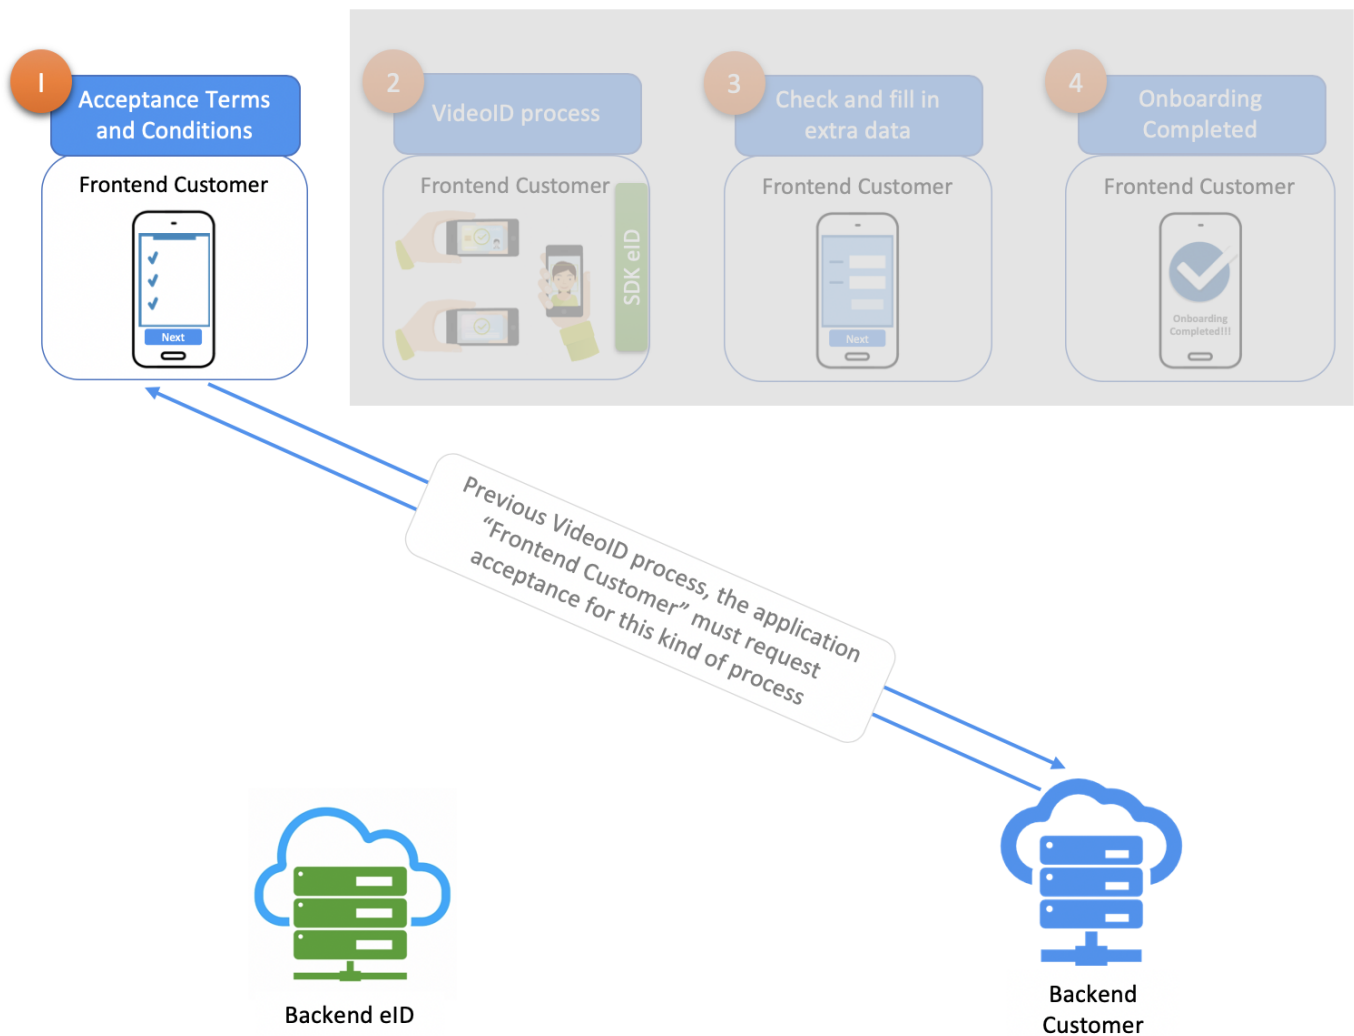 1
Acceptance Terms
and Conditions
Frontend Customer
Next
2
VideoID process
Frontend Customer
SDK eID
3
Check and fill in
extra data
Frontend Customer
Next
4
Onboarding
Completed
Frontend Customer
Onboarding
Completed!!!
Previous VideoID process, the application
“Frontend Customer” must request
acceptance for this kind of process
Backend eID
Backend
Customer